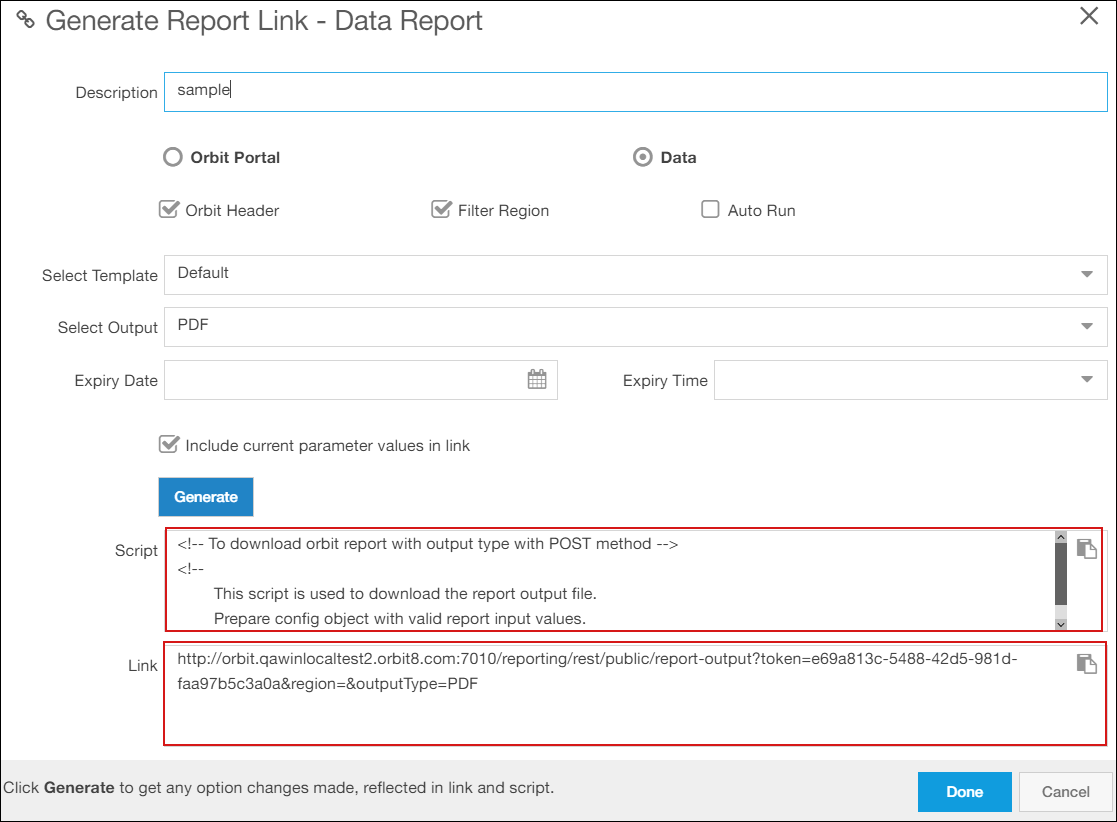 Generate Report Link - Data Report
Description
sample
Orbit Portal
Data
Orbit Header
Filter Region
Auto Run
Select Template
Default
Select Output
PDF
Expiry Date
Expiry Time
Include current parameter values in link
Generate
Script
<!-- To download orbit report with output type with POST method -->
<!--
This script is used to download the report output file.
Prepare config object with valid report input values.
Link
http://orbit.qawinlocaltest2.orbit8.com:7010/reporting/rest/public/report-output?token=e69a813c-5488-42d5-981d-
faa97b5c3a0a&region=&outputType=PDF
Click Generate to get any option changes made, reflected in link and script.
Done
Cancel